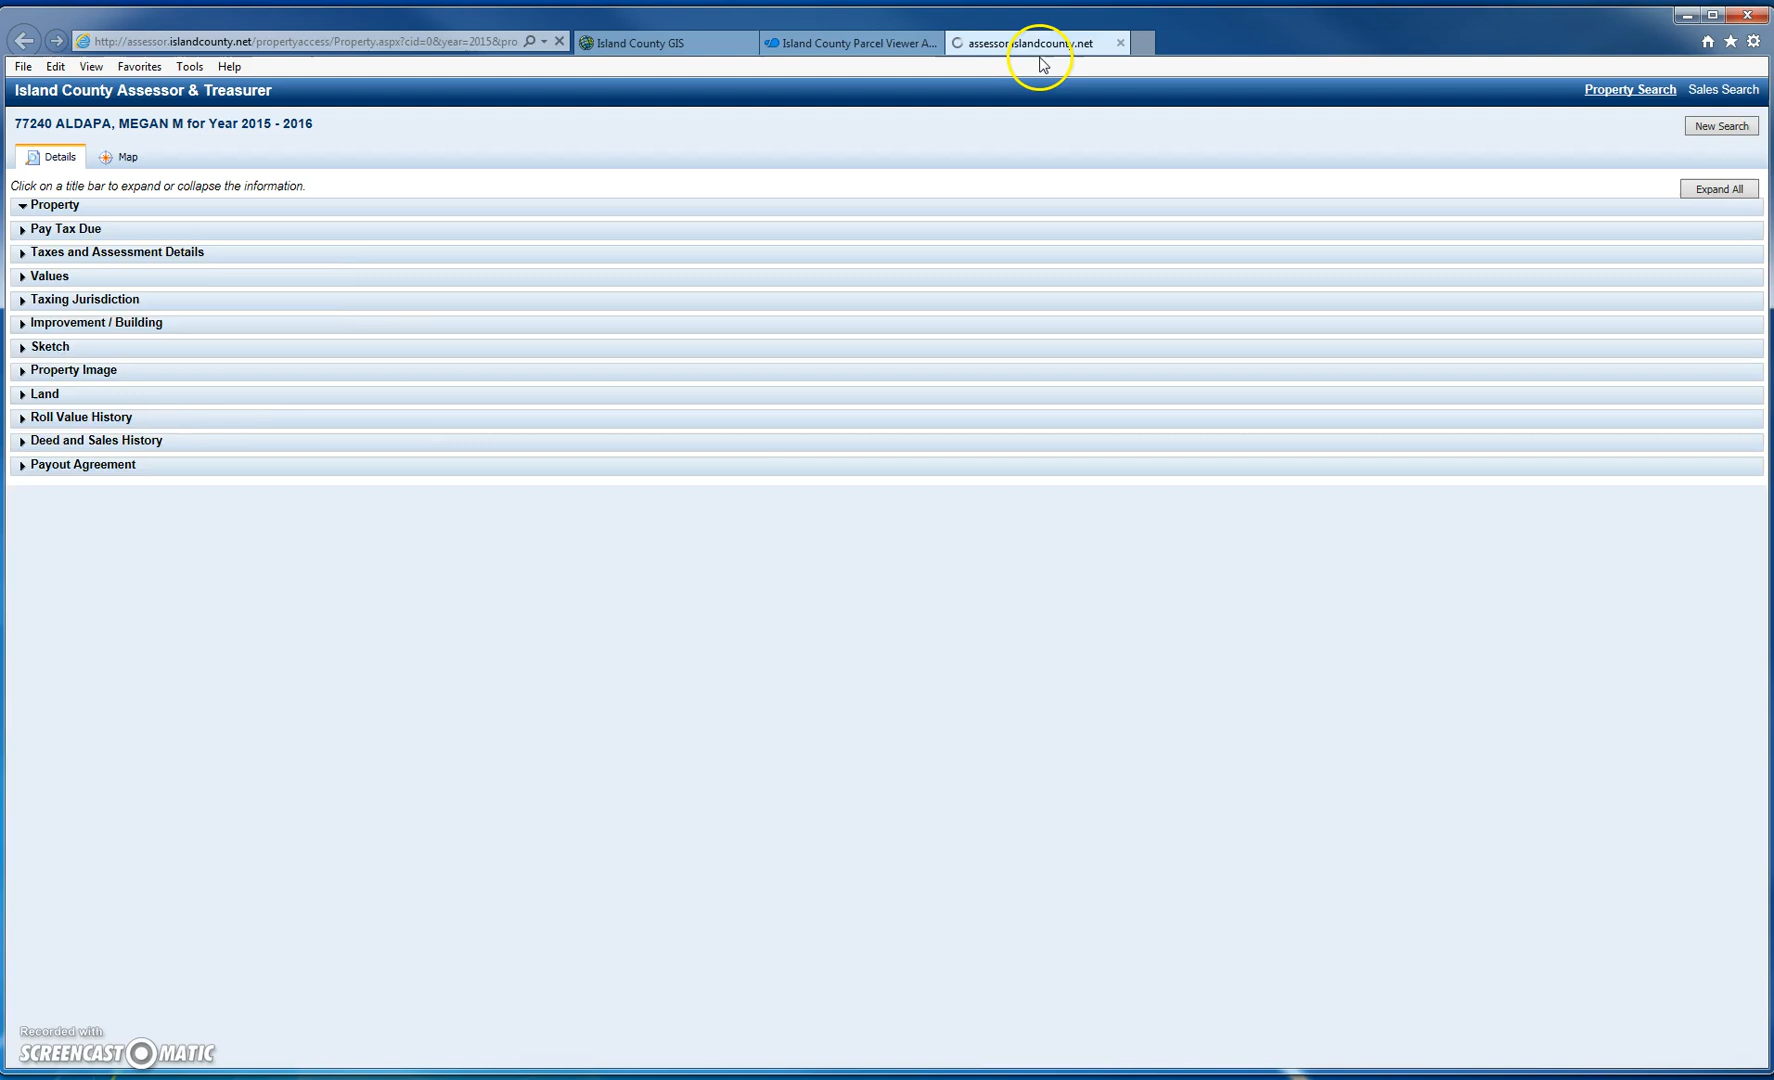 http://assessor.islandcounty.net/propertyaccess/Property.aspx?cid=0&year=2015&pro
Island County GIS
Island County Parcel Viewer A...
assessor.islandcounty.net
File Edit View Favorites Tools Help
Island County Assessor & Treasurer
Property Search Sales Search
77240 ALDAPA, MEGAN M for Year 2015 - 2016
New Search
Details Map
Click on a title bar to expand or collapse the information.
Expand All
Property
Pay Tax Due
Taxes and Assessment Details
Values
Taxing Jurisdiction
Improvement / Building
Sketch
Property Image
Land
Roll Value History
Deed and Sales History
Payout Agreement
Recorded with
SCREENCAST MATIC